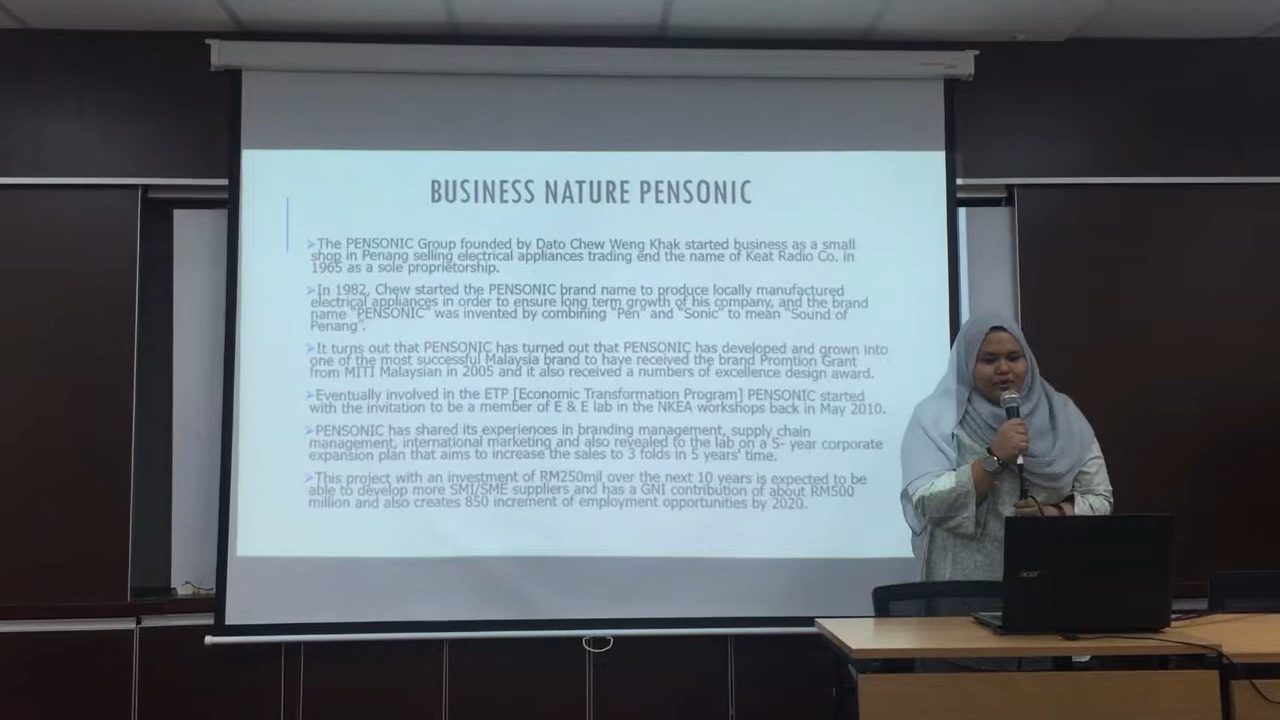 BUSINESS NATURE PENSONIC
➢The PENSONIC Group founded by Dato Chew Weng Khak started business as a small
shop in Penang selling electrical appliances trading end the name of Keat Radio Co. in
1965 as a sole proprietorship.
➢In 1982, Chew started the PENSONIC brand name to produce locally manufactured
electrical appliances in order to ensure long term growth of his company, and the brand
name "PENSONIC" was invented by combining "Pen" and "Sonic" to mean "Sound of
Penang".
➢It turns out that PENSONIC has turned out that PENSONIC has developed and grown into
one of the most successful Malaysia brand to have received the brand Promtion Grant
from MITI Malaysian in 2005 and it also received a numbers of excellence design award.
➢Eventually involved in the ETP [Economic Transformation Program] PENSONIC started
with the invitation to be a member of E & E lab in the NKEA workshops back in May 2010.
➢PENSONIC has shared its experiences in branding management, supply chain
management, international marketing and also revealed to the lab on a 5- year corporate
expansion plan that aims to increase the sales to 3 folds in 5 years' time.
➢This project with an investment of RM250mil over the next 10 years is expected to be
able to develop more SMI/SME suppliers and has a GNI contribution of about RM500
million and also creates 850 increment of employment opportunities by 2020.
acer